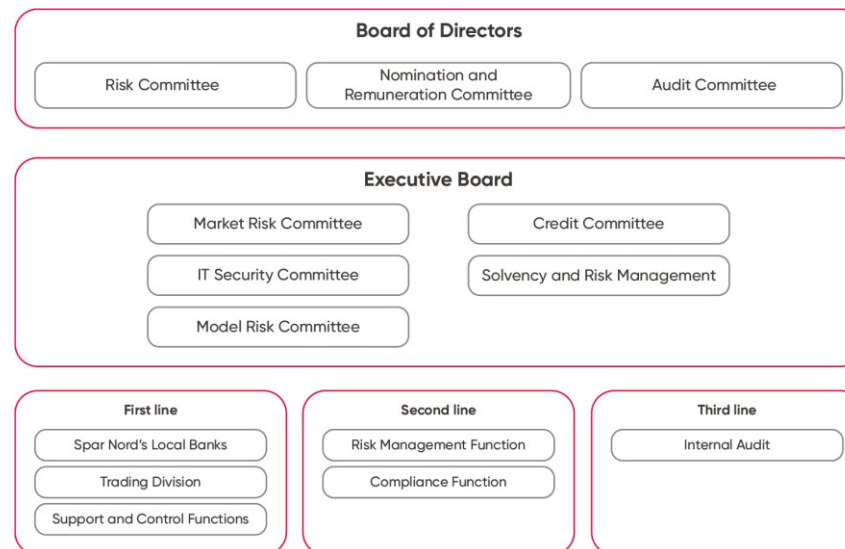 Board of Directors
Risk Committee
Nomination and
Remuneration Committee
Audit Committee
Executive Board
Market Risk Committee
Credit Committee
IT Security Committee
Solvency and Risk Management
Model Risk Committee
First line
Spar Nord's Local Banks
Trading Division
Support and Control Functions
Second line
Risk Management Function
Compliance Function
Third line
Internal Audit